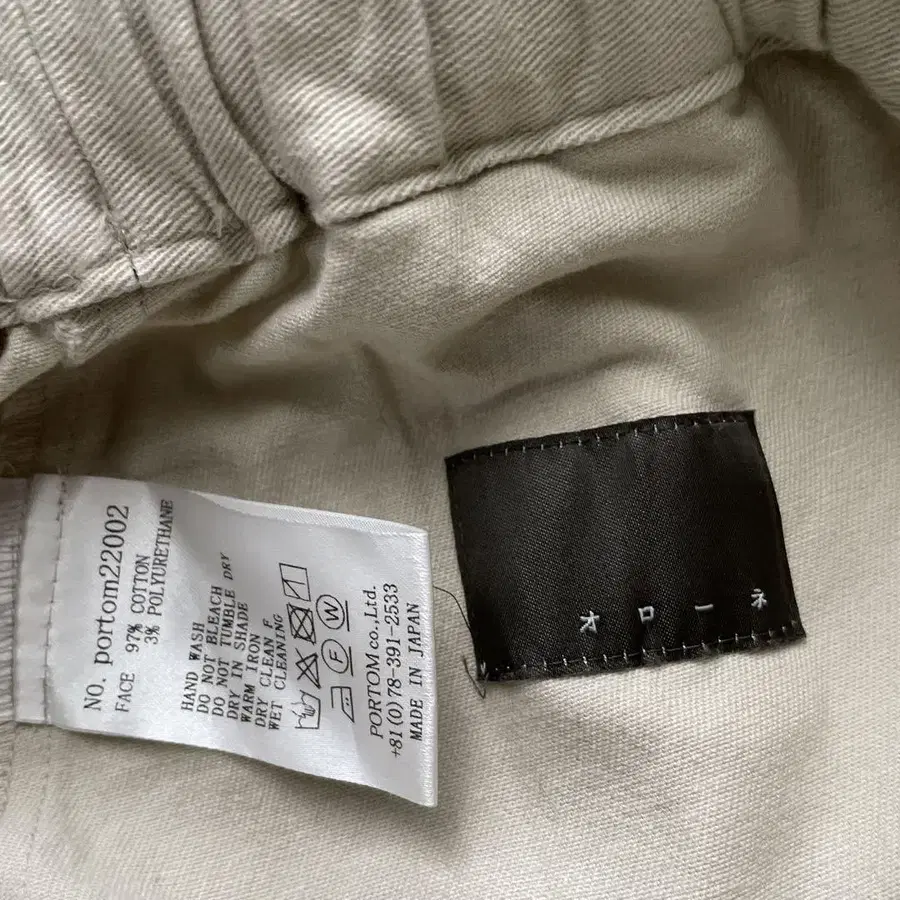 NO. portom22002
FACE 97% COTTON
3% POLYURETHANE
HAND WASH
DO NOT BLEACH
DO NOT TUMBLE DRY
DRY IN SHADE
WARM IRON
DRY CLEAN F
WET CLEANING
F W
PORTOM co.,Ltd.
+81(0)78-391-2533
MADE IN JAPAN
オローネ